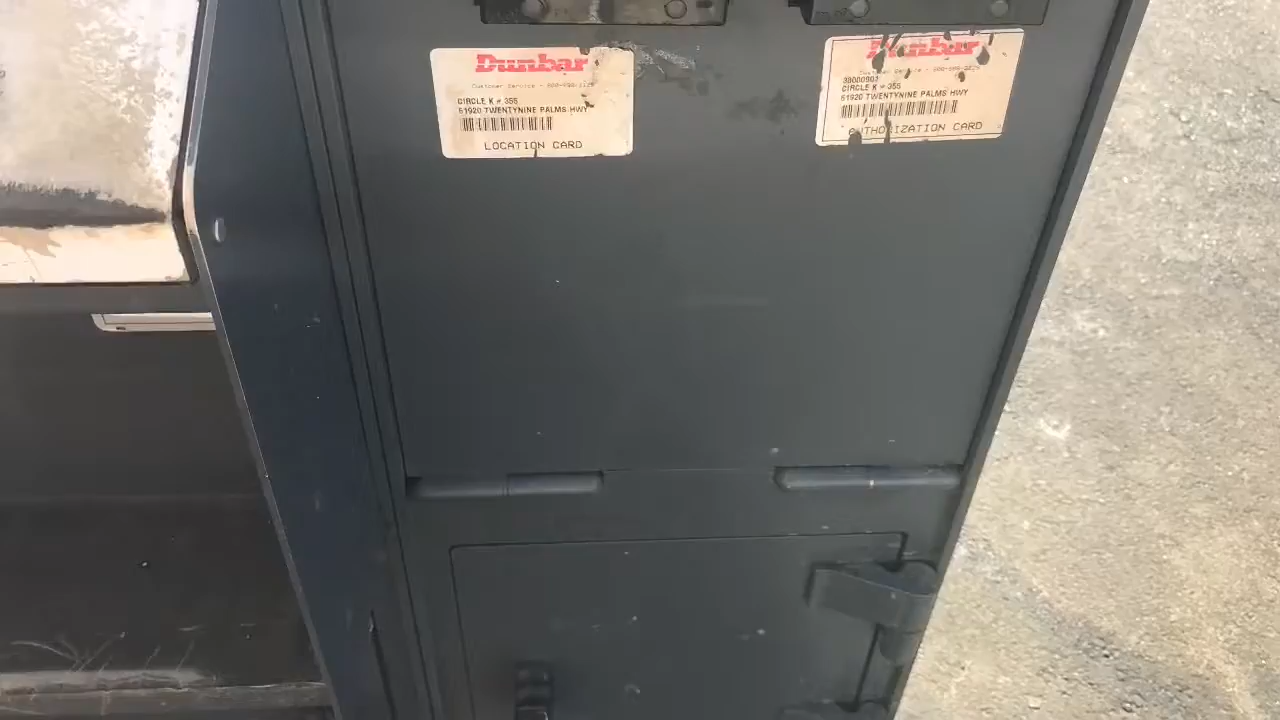 Dunbar
CIRCLE K # 355
51920 TWENTYNINE PALMS HWY
LOCATION CARD
Dunbar
CIRCLE K # 355
51920 TWENTYNINE PALMS HWY
AUTHORIZATION CARD